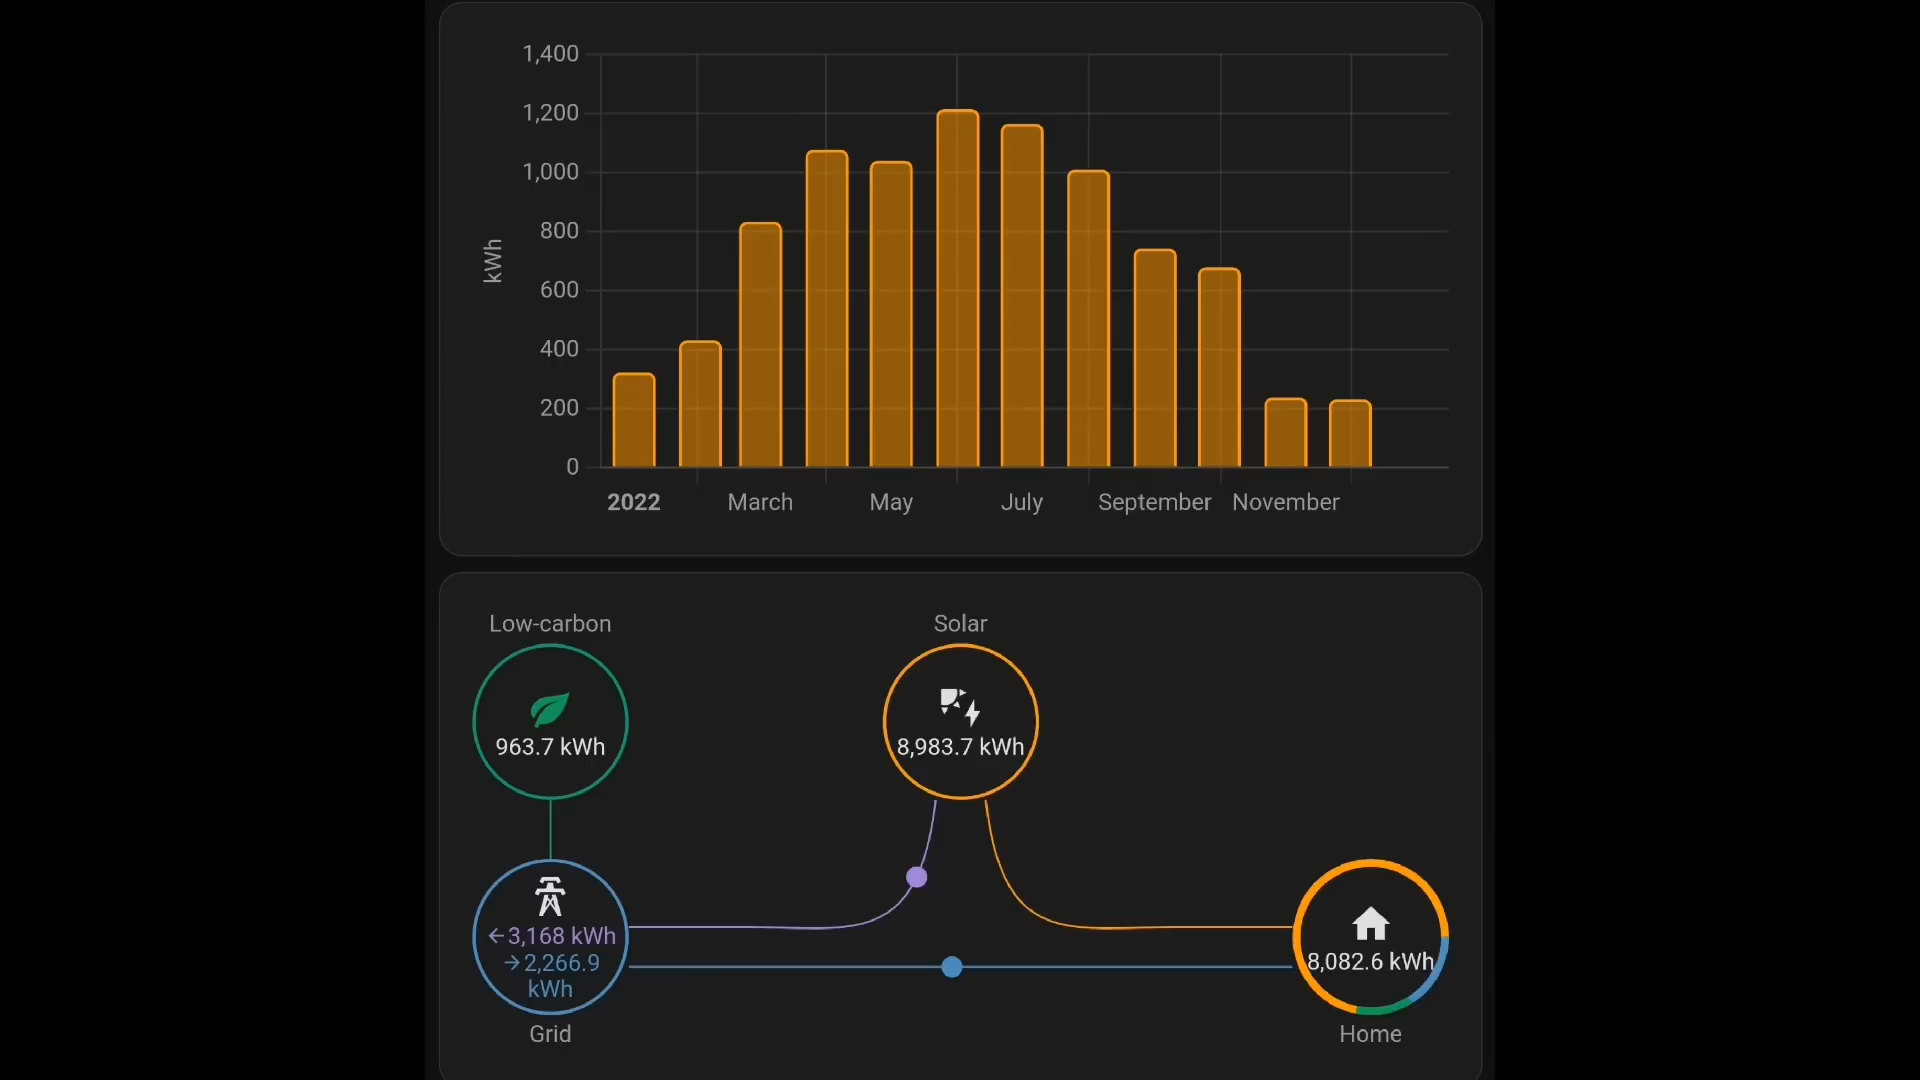 1,400
1,200
1,000
800
600
400
200
0
kWh
2022 March May July September November
Low-carbon
963.7 kWh
Solar
8,983.7 kWh
←3,168 kWh
→2,266.9
kWh
Grid
8,082.6 kWh
Home